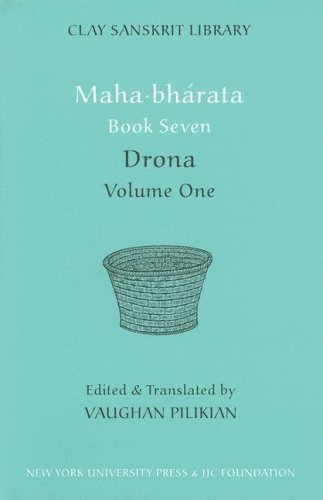 CLAY SANSKRIT LIBRARY
Maha·bhárata
Book Seven
Drona
Volume One
Edited & Translated by
VAUGHAN PILIKIAN
NEW YORK UNIVERSITY PRESS & JJC FOUNDATION